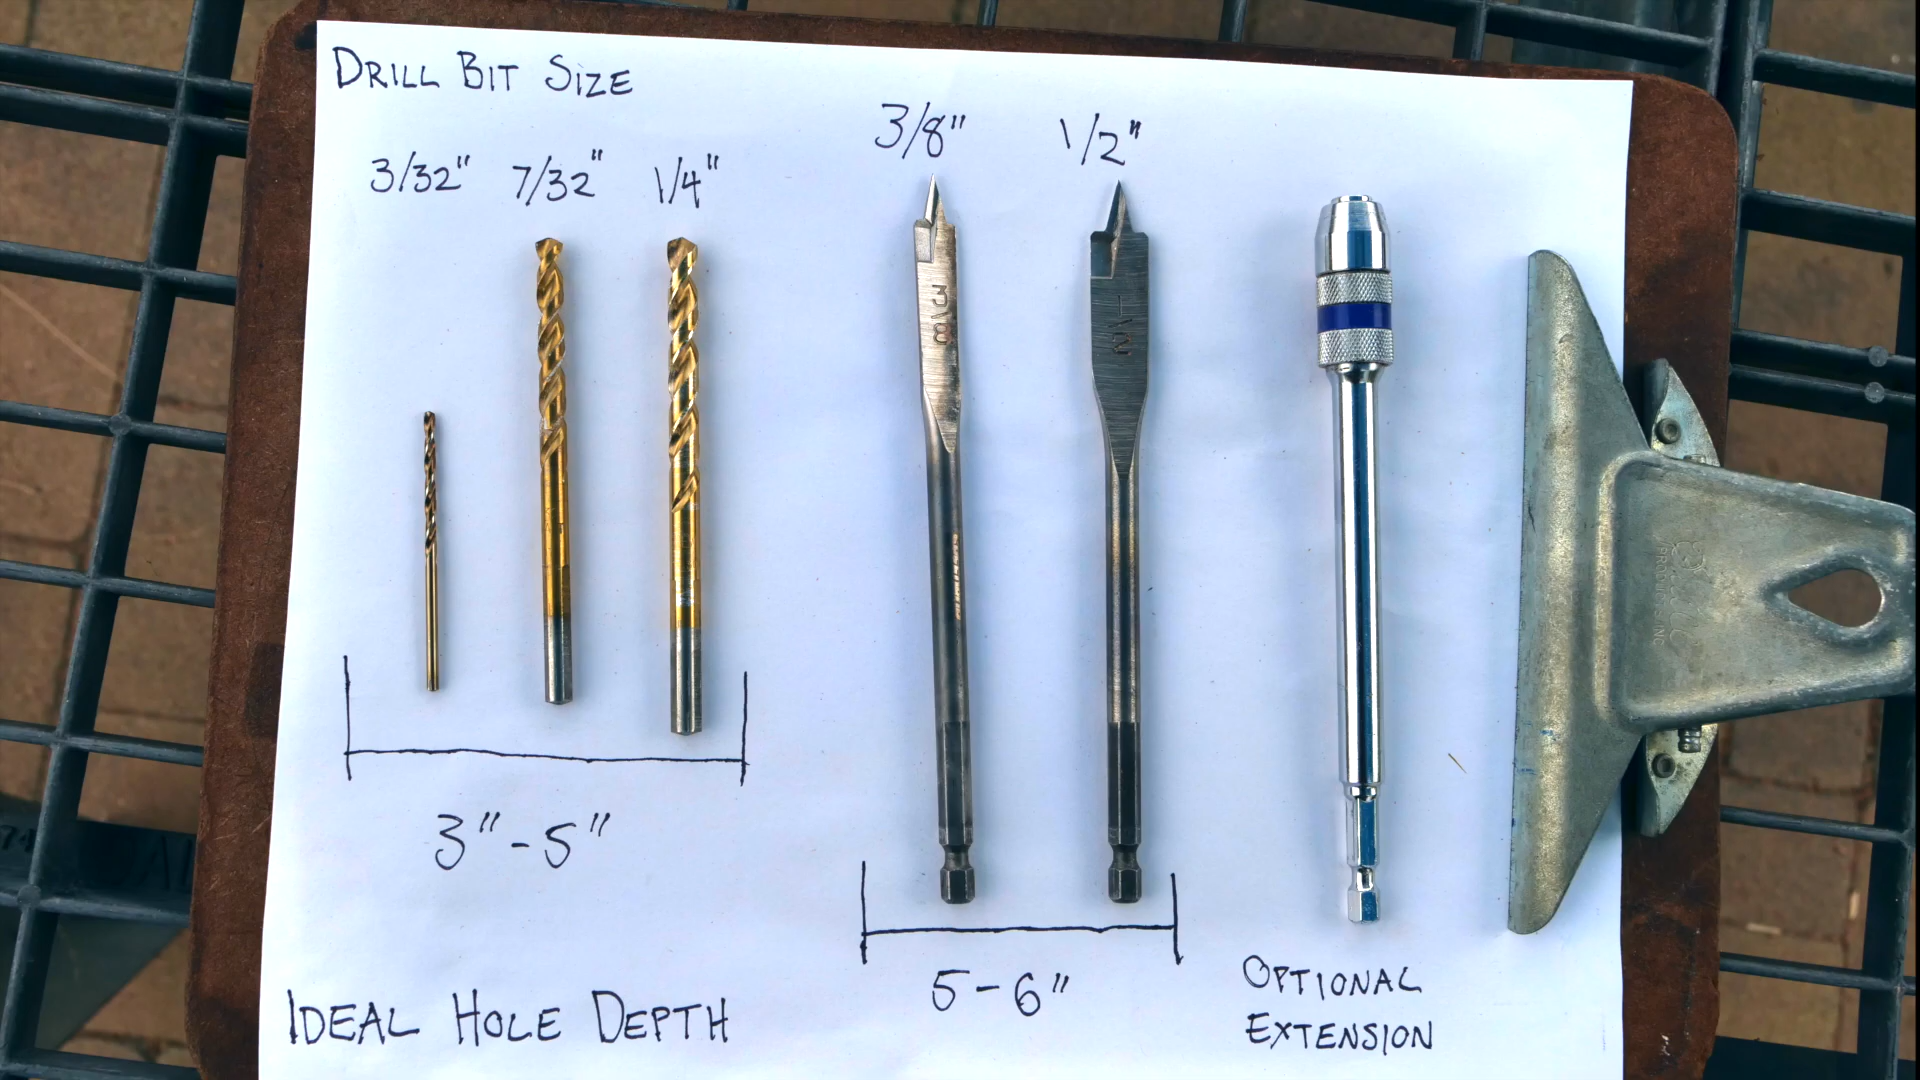 DRILL BIT SIZE
3/32" 7/32" 1/4" 3/8" 1/2"
3/8
1/2
3"-5"
5-6"
IDEAL HOLE DEPTH
OPTIONAL
EXTENSION